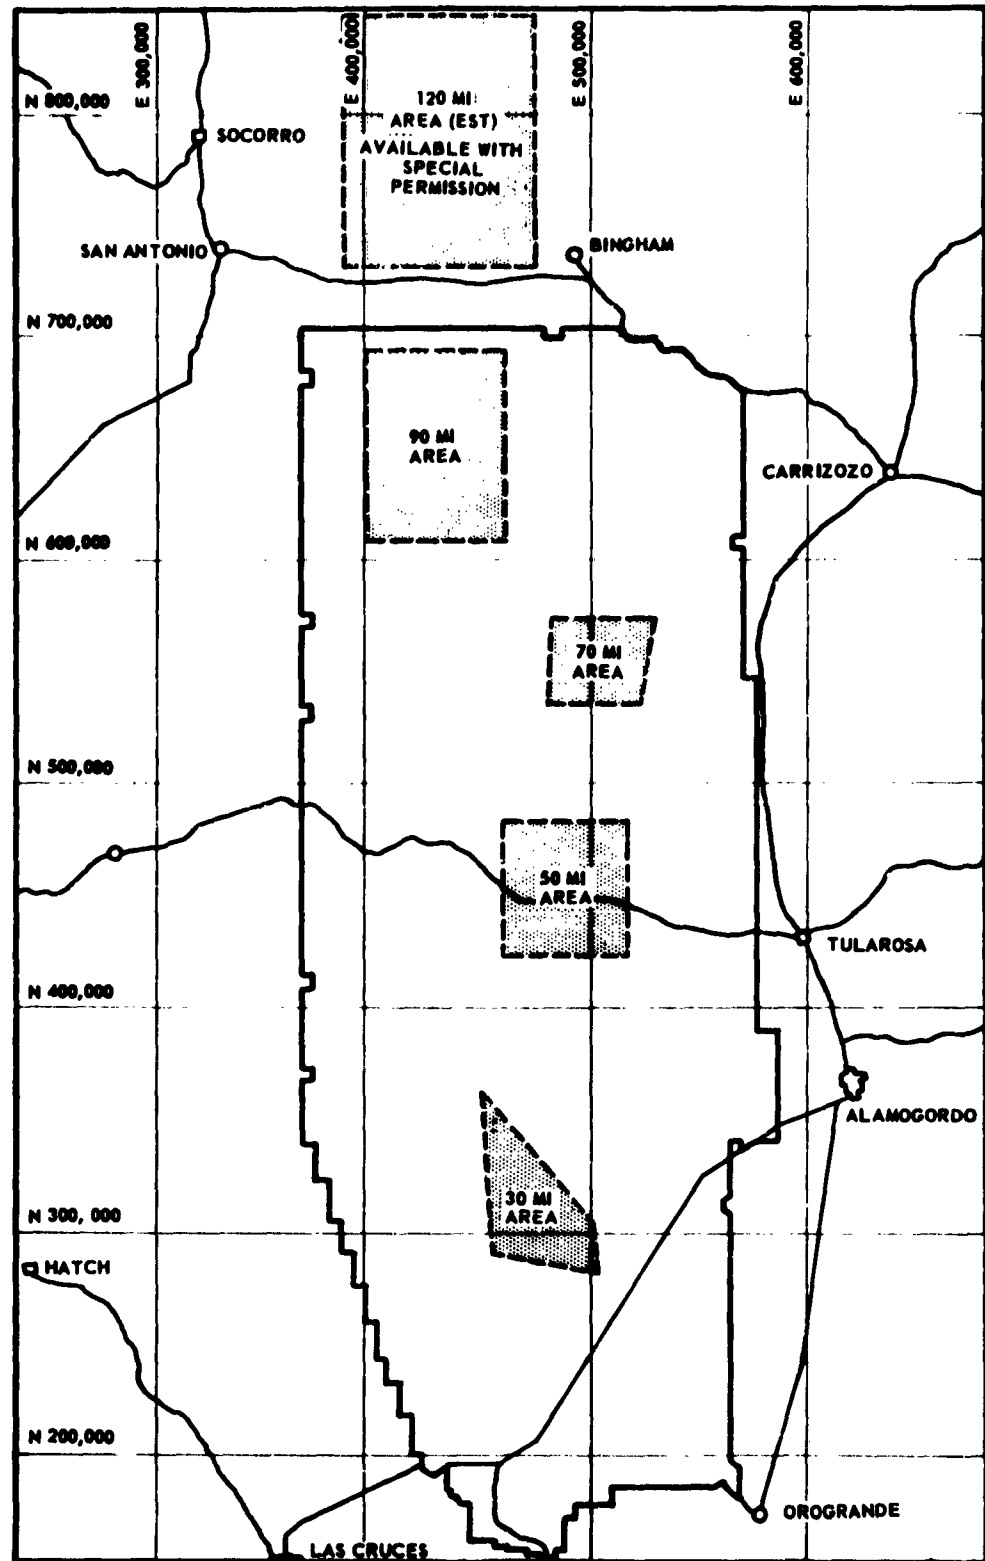 E 300,000
E 400,000
E 500,000
E 600,000
N 800,000
120 MI
AREA (EST)
AVAILABLE WITH
SPECIAL
PERMISSION
SOCORRO
SAN ANTONIO
BINGHAM
N 700,000
90 MI
AREA
CARRIZOZO
N 600,000
70 MI
AREA
N 500,000
50 MI
AREA
TULAROSA
N 400,000
ALAMOGORDO
30 MI
AREA
N 300, 000
HATCH
N 200,000
OROGRANDE
LAS CRUCES